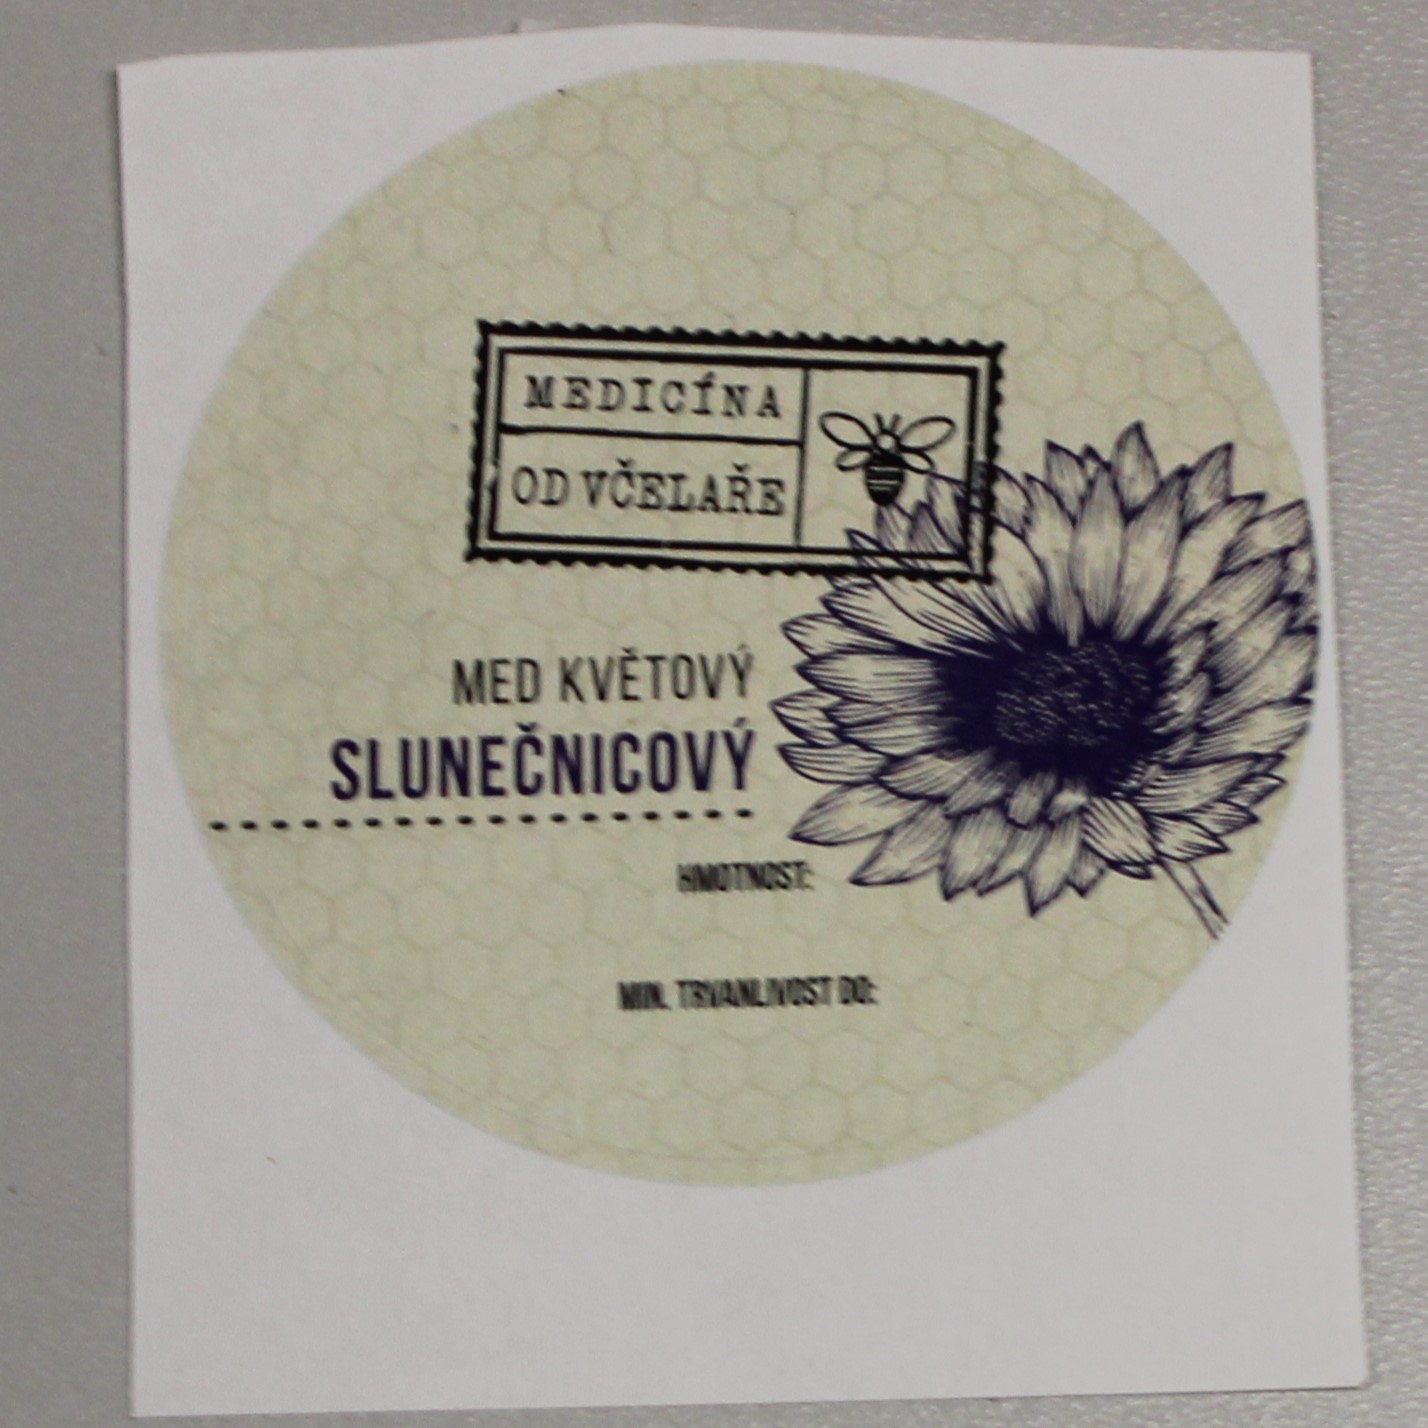 MEDICÍNA
OD VČELAŘE
MED KVĚTOVÝ
SLUNEČNICOVÝ
HMOTNOST:
MIN. TRVANLIVOST DO: